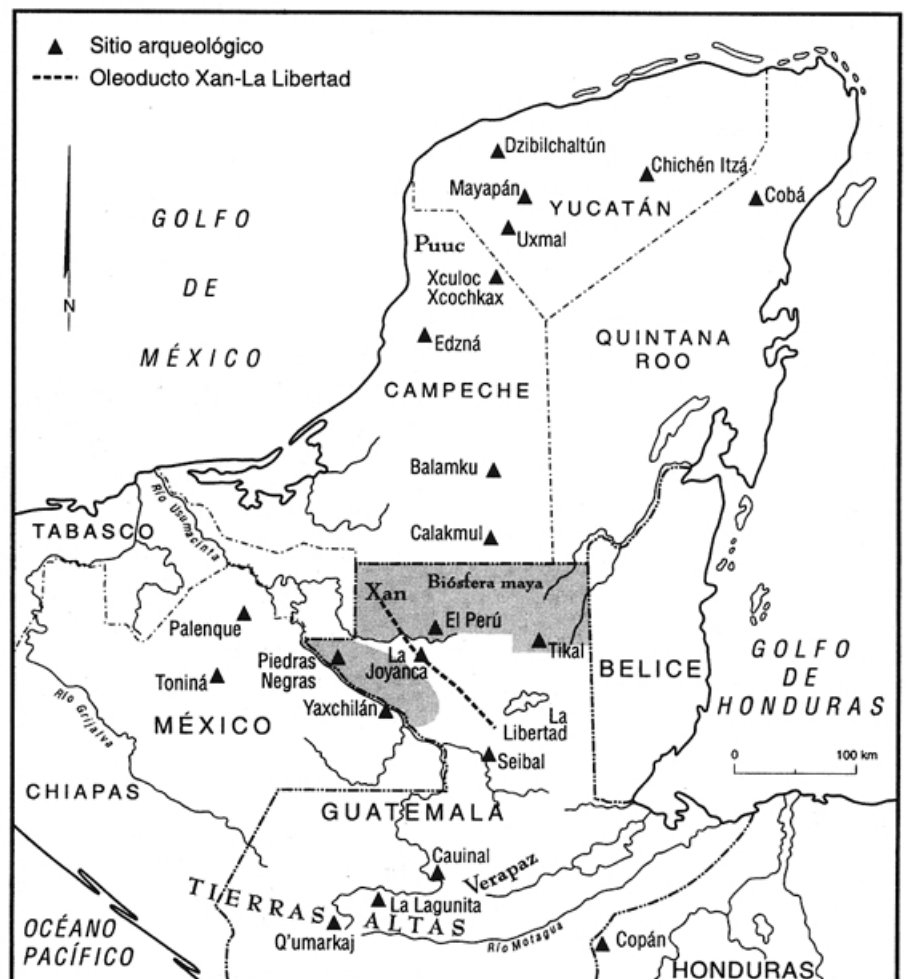 Sitio arqueológico
Oleoducto Xan-La Libertad
N
GOLFO
DE
MÉXICO
Dzibilchaltún
Chichén Itzá
Mayapán
YUCATÁN
Cobá
Uxmal
Puuc
Xculoc
Xcochkax
Edzná
QUINTANA
ROO
CAMPECHE
Balamku
Calakmul
TABASCO
Río Usumacinta
Biósfera maya
Xan
El Perú
Palenque
Tikal
Piedras
Negras
La
Joyanca
BELICE
GOLFO
DE
HONDURAS
Toniná
Yaxchilán
MÉXICO
La
Libertad
Río Grijalva
Seibal
0 100 km
CHIAPAS
GUATEMALA
Cauinal
Verapaz
TIERRAS ALTAS
La Lagunita
Q'umarkaj
Río Motagua
Copán
OCÉANO
PACÍFICO
HONDURAS